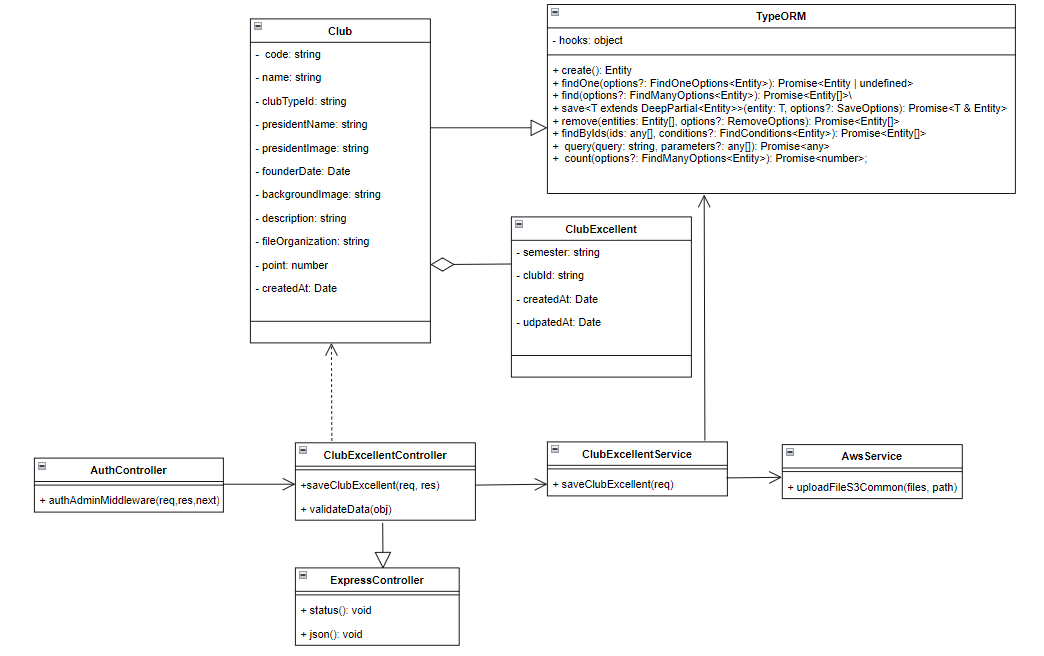 Club
- code: string
- name: string
- clubTypeId: string
- presidentName: string
- presidentImage: string
- founderDate: Date
- backgroundImage: string
- description: string
- fileOrganization: string
- point: number
- createdAt: Date
TypeORM
- hooks: object
+ create(): Entity
+ findOne(options?: FindOneOptions<Entity>): Promise<Entity | undefined>
+ find(options?: FindManyOptions<Entity>): Promise<Entity[]>\
+ save<T extends DeepPartial<Entity>>(entity: T, options?: SaveOptions): Promise<T & Entity>
+ remove(entities: Entity[], options?: RemoveOptions): Promise<Entity[]>
+ findByIds(ids: any[], conditions?: FindConditions<Entity>): Promise<Entity[]>
+ query(query: string, parameters?: any[]): Promise<any>
+ count(options?: FindManyOptions<Entity>): Promise<number>;
ClubExcellent
- semester: string
- clubId: string
- createdAt: Date
- udpatedAt: Date
AuthController
+ authAdminMiddleware(req,res,next)
ClubExcellentController
+saveClubExcellent(req, res)
+ validateData(obj)
ClubExcellentService
+ saveClubExcellent(req)
AwsService
+ uploadFileS3Common(files, path)
ExpressController
+ status(): void
+ json(): void